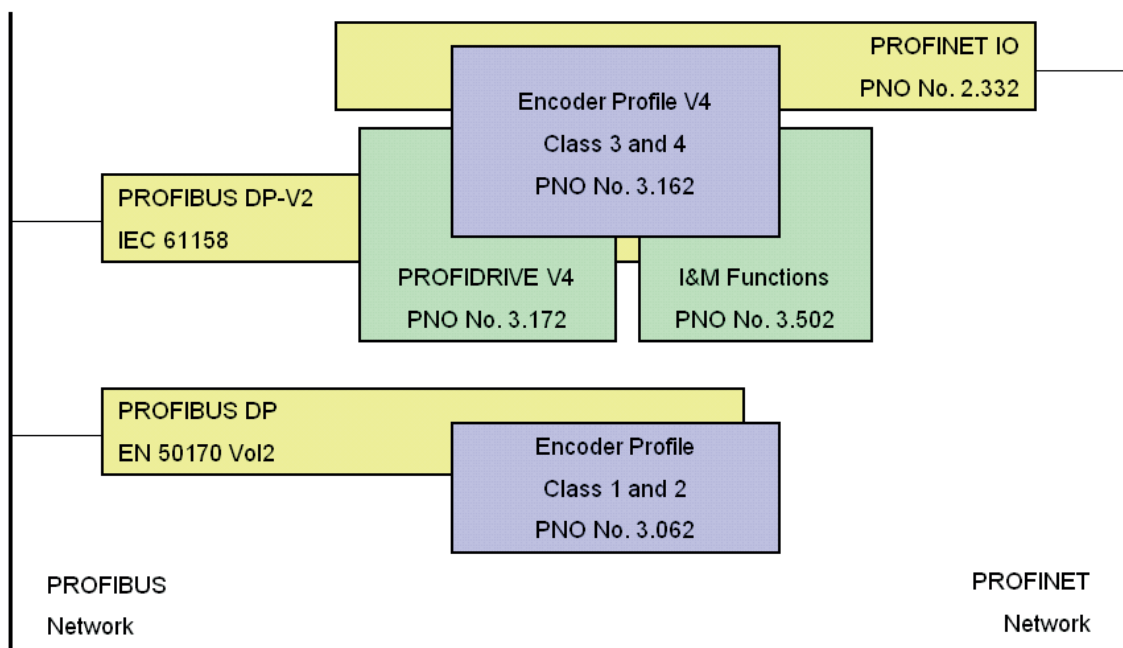 PROFINET IO
PNO No. 2.332
Encoder Profile V4
Class 3 and 4
PNO No. 3.162
PROFIBUS DP-V2
IEC 61158
PROFIDRIVE V4
PNO No. 3.172
I&M Functions
PNO No. 3.502
PROFIBUS DP
EN 50170 Vol2
Encoder Profile
Class 1 and 2
PNO No. 3.062
PROFIBUS
Network
PROFINET
Network